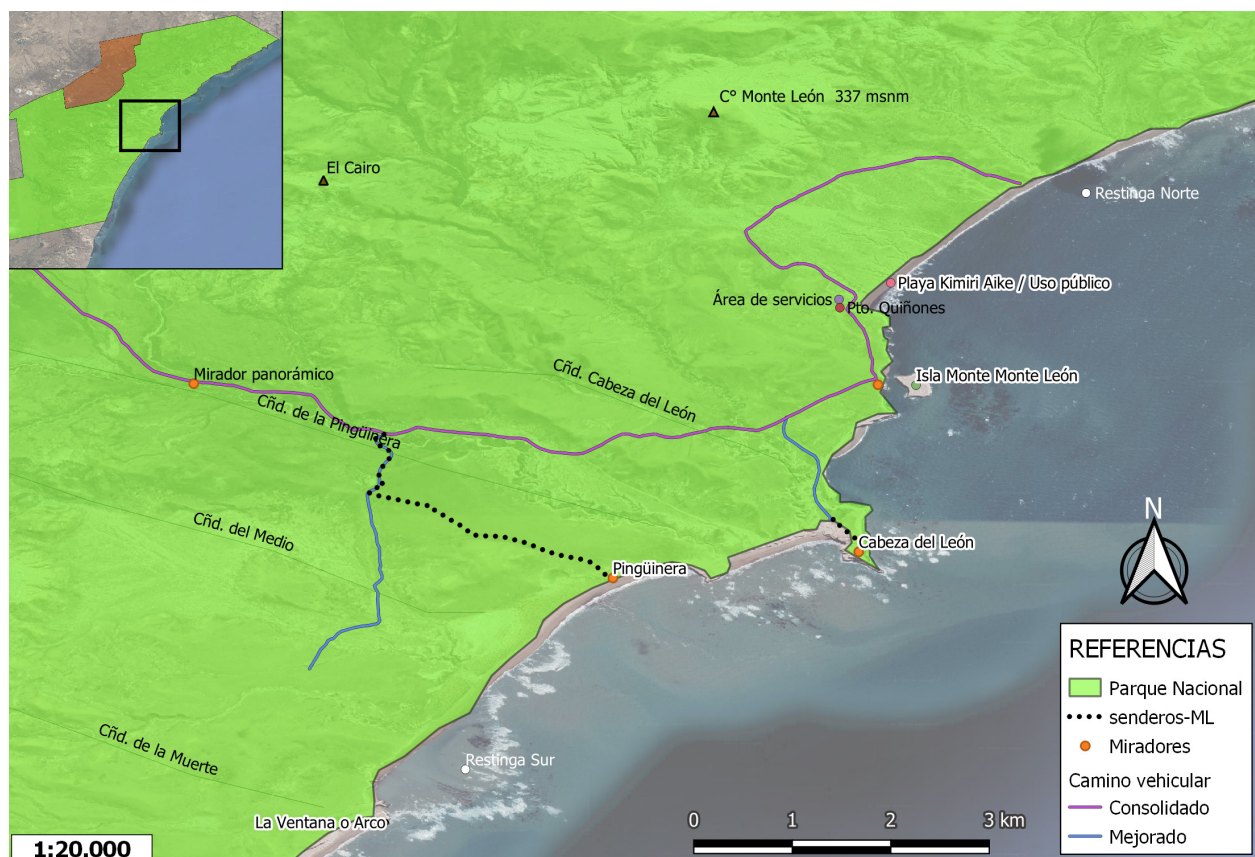 C° Monte León 337 msnm
El Cairo
Restinga Norte
Playa Kimiri Aike / Uso público
Área de servicios
Pto. Quiñones
Mirador panorámico
Cñd. Cabeza del León
Isla Monte Monte León
Cñd. de la Pingüinera
Cñd. del Medio
Cabeza del León
Pingüinera
N
Cñd. de la Muerte
Restinga Sur
La Ventana o Arco
REFERENCIAS
Parque Nacional
senderos-ML
Miradores
Camino vehicular
Consolidado
Mejorado
0 1 2 3 km
1:20.000